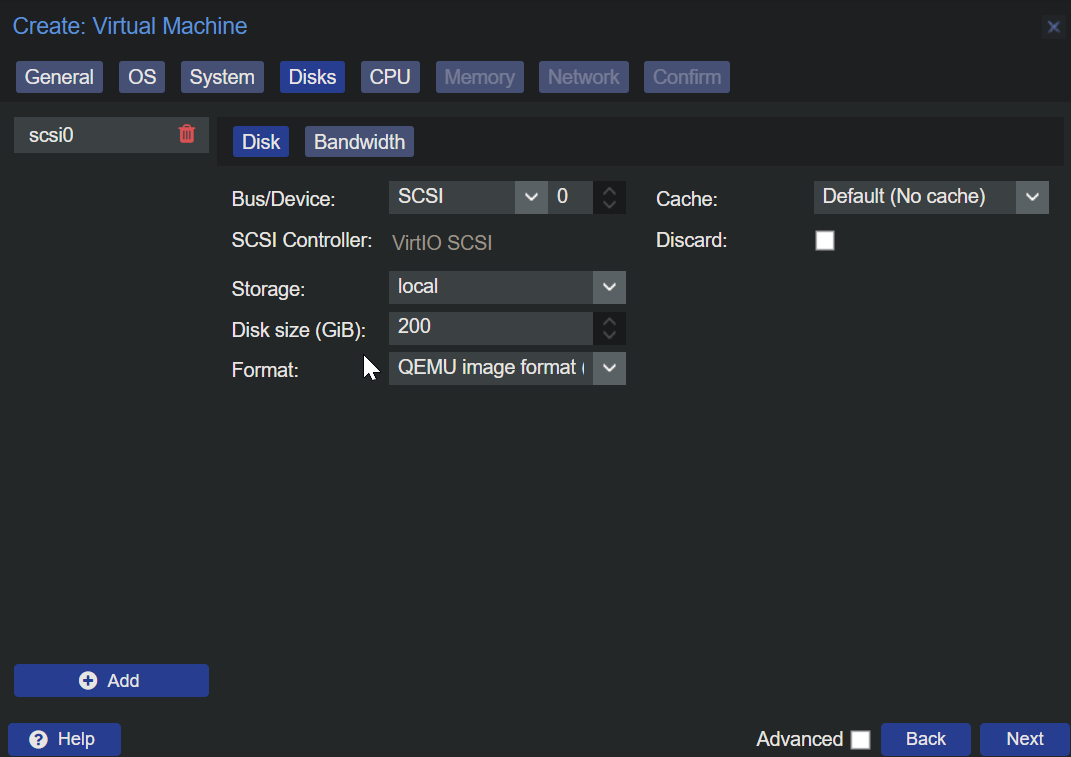 Create: Virtual Machine
General OS System Disks CPU Memory Network Confirm
scsi0
Disk Bandwidth
Bus/Device: SCSI 0 Cache: Default (No cache)
SCSI Controller: VirtIO SCSI Discard:
Storage: local
Disk size (GiB): 200
Format: QEMU image format (
Add
Help Advanced Back Next